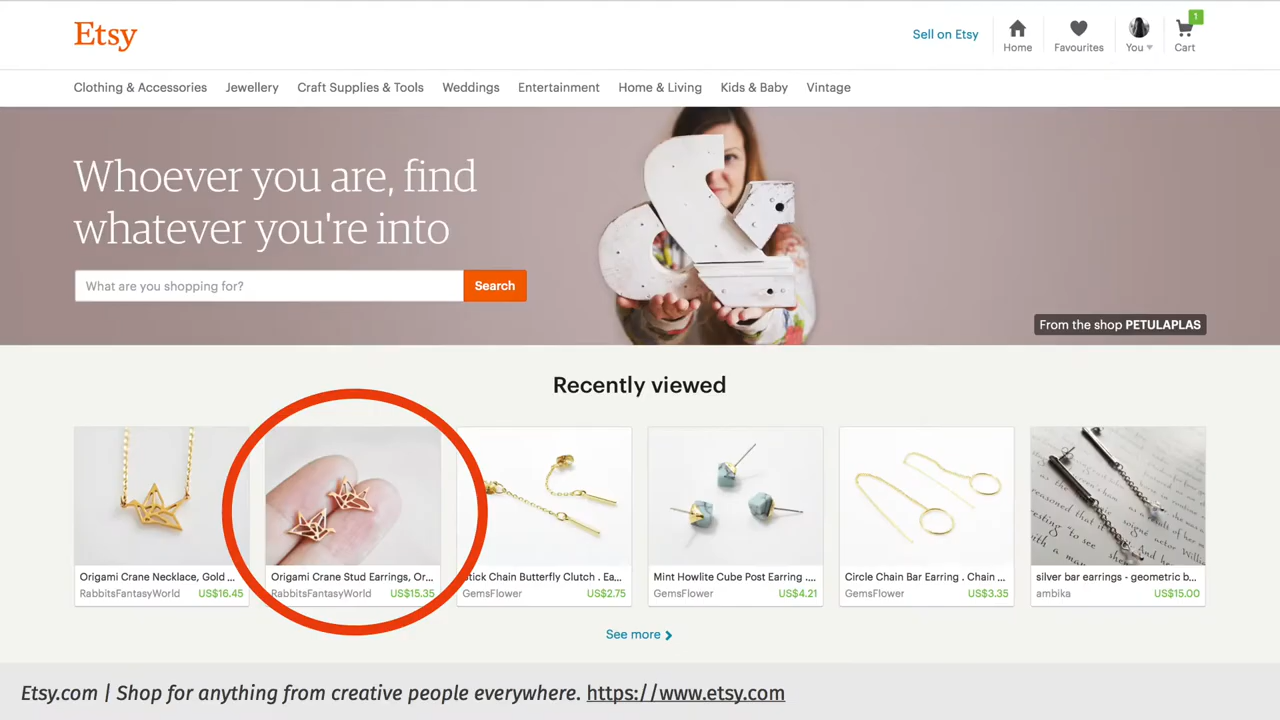 Etsy
Sell on Etsy
Home
Favourites
You
1
Cart
Clothing & Accessories
Jewellery
Craft Supplies & Tools
Weddings
Entertainment
Home & Living
Kids & Baby
Vintage
Whoever you are, find
whatever you're into
What are you shopping for?
Search
From the shop PETULAPLAS
Recently viewed
Origami Crane Necklace, Gold ...
RabbitsFantasyWorld US$16.45
Origami Crane Stud Earrings, Or...
RabbitsFantasyWorld US$15.35
Chain Butterfly Clutch . Ea...
GemsFlower US$2.75
Mint Howlite Cube Post Earring ....
GemsFlower US$4.21
Circle Chain Bar Earring . Chain ...
GemsFlower US$3.35
silver bar earrings - geometric b...
ambika US$15.00
See more
Etsy.com | Shop for anything from creative people everywhere. https://www.etsy.com